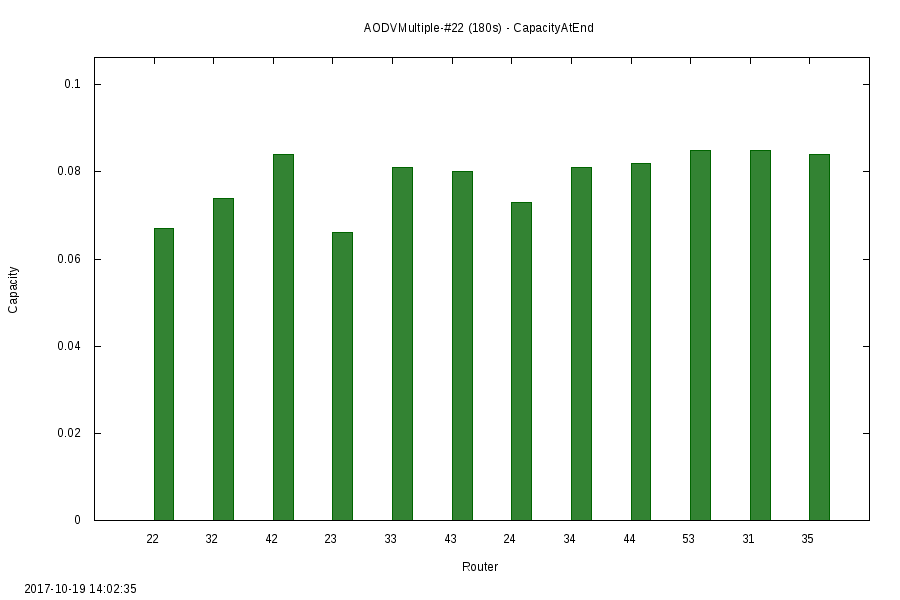 AODVMultiple-#22 (180s) - CapacityAtEnd
0.1
0.08
0.06
0.04
0.02
0
Capacity
22 32 42 23 33 43 24 34 44 53 31 35
Router
2017-10-19 14:02:35